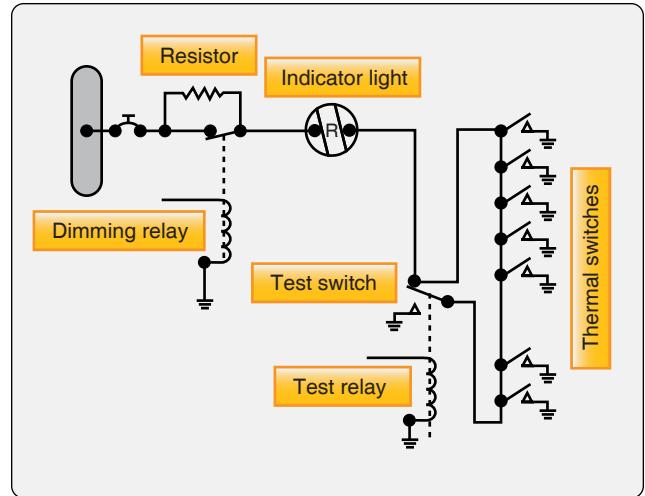 Resistor
Indicator light
R
Dimming relay
Test switch
Thermal switches
Test relay